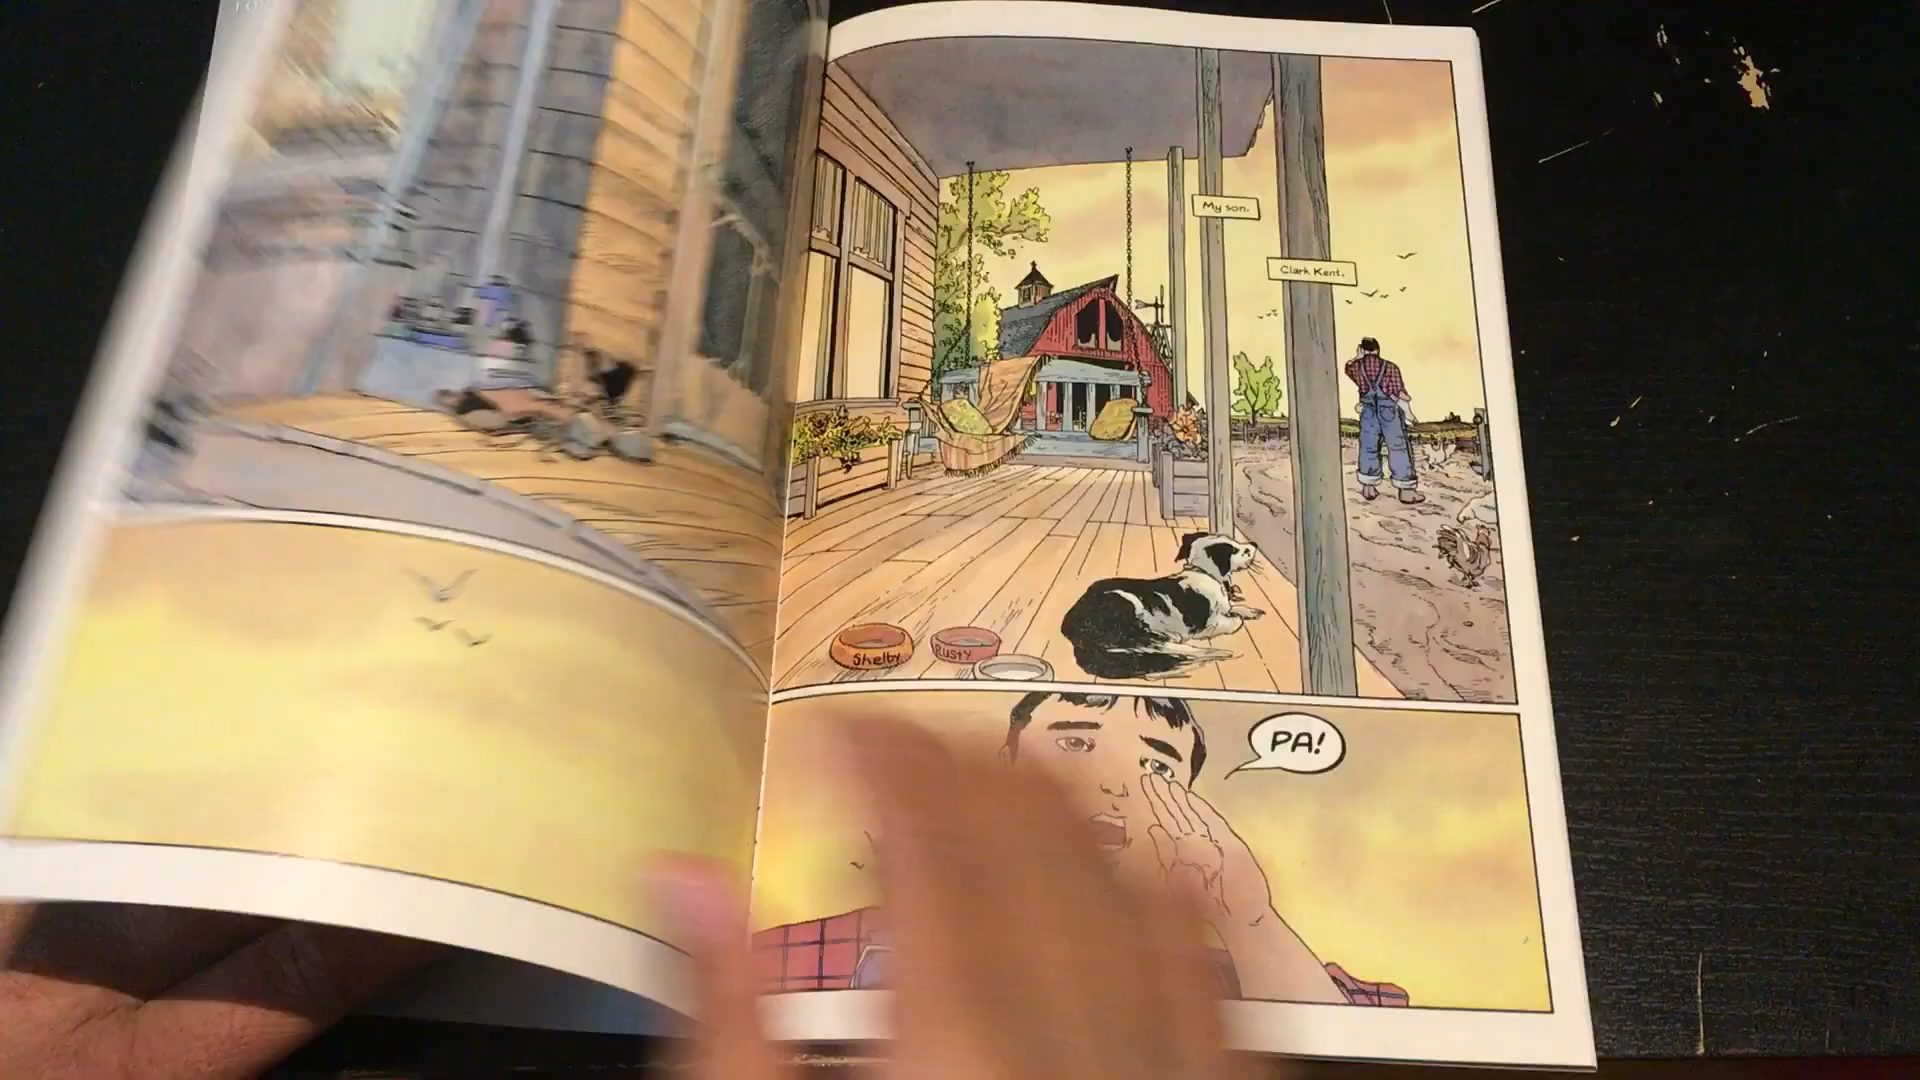 My son.
Clark Kent.
Shelby
Rusty
PA!